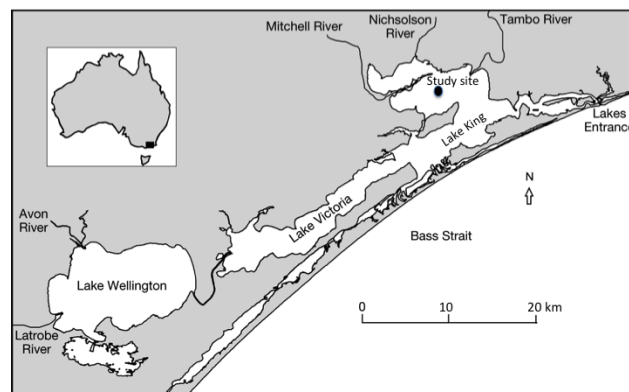 Mitchell River
Nichsolson
River
Tambo River
Study site
Lake King
Lakes
Entrance
N
Lake Victoria
Bass Strait
Avon
River
Lake Wellington
0 10 20 km
Latrobe
River